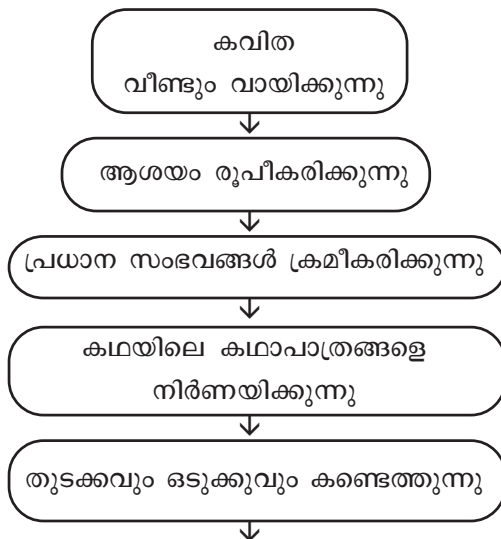 കവിത
വീണ്ടും വായിക്കുന്നു
ആശയം രൂപീകരിക്കുന്നു
പ്രധാന സംഭവങ്ങൾ ക്രമീകരിക്കുന്നു
കഥയിലെ കഥാപാത്രങ്ങളെ
നിർണയിക്കുന്നു
തുടക്കവും ഒടുക്കുവും കണ്ടെത്തുന്നു